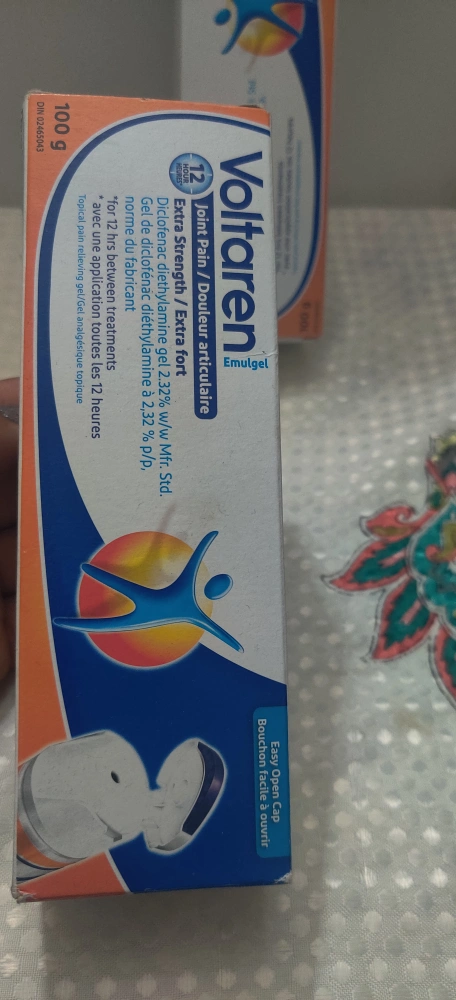 Voltaren
Emulgel
12
HOUR
HEURES
Joint Pain / Douleur articulaire
Extra Strength / Extra fort
Diclofenac diethylamine gel 2.32% w/w Mfr. Std.
Gel de diclofénac diéthylamine à 2,32 % p/p,
norme du fabricant
*for 12 hrs between treatments
* avec une application toutes les 12 heures
Topical pain relieving gel/Gel analgésique topique
100 g
DIN 02465043
Easy Open Cap
Bouchon facile à ouvrir